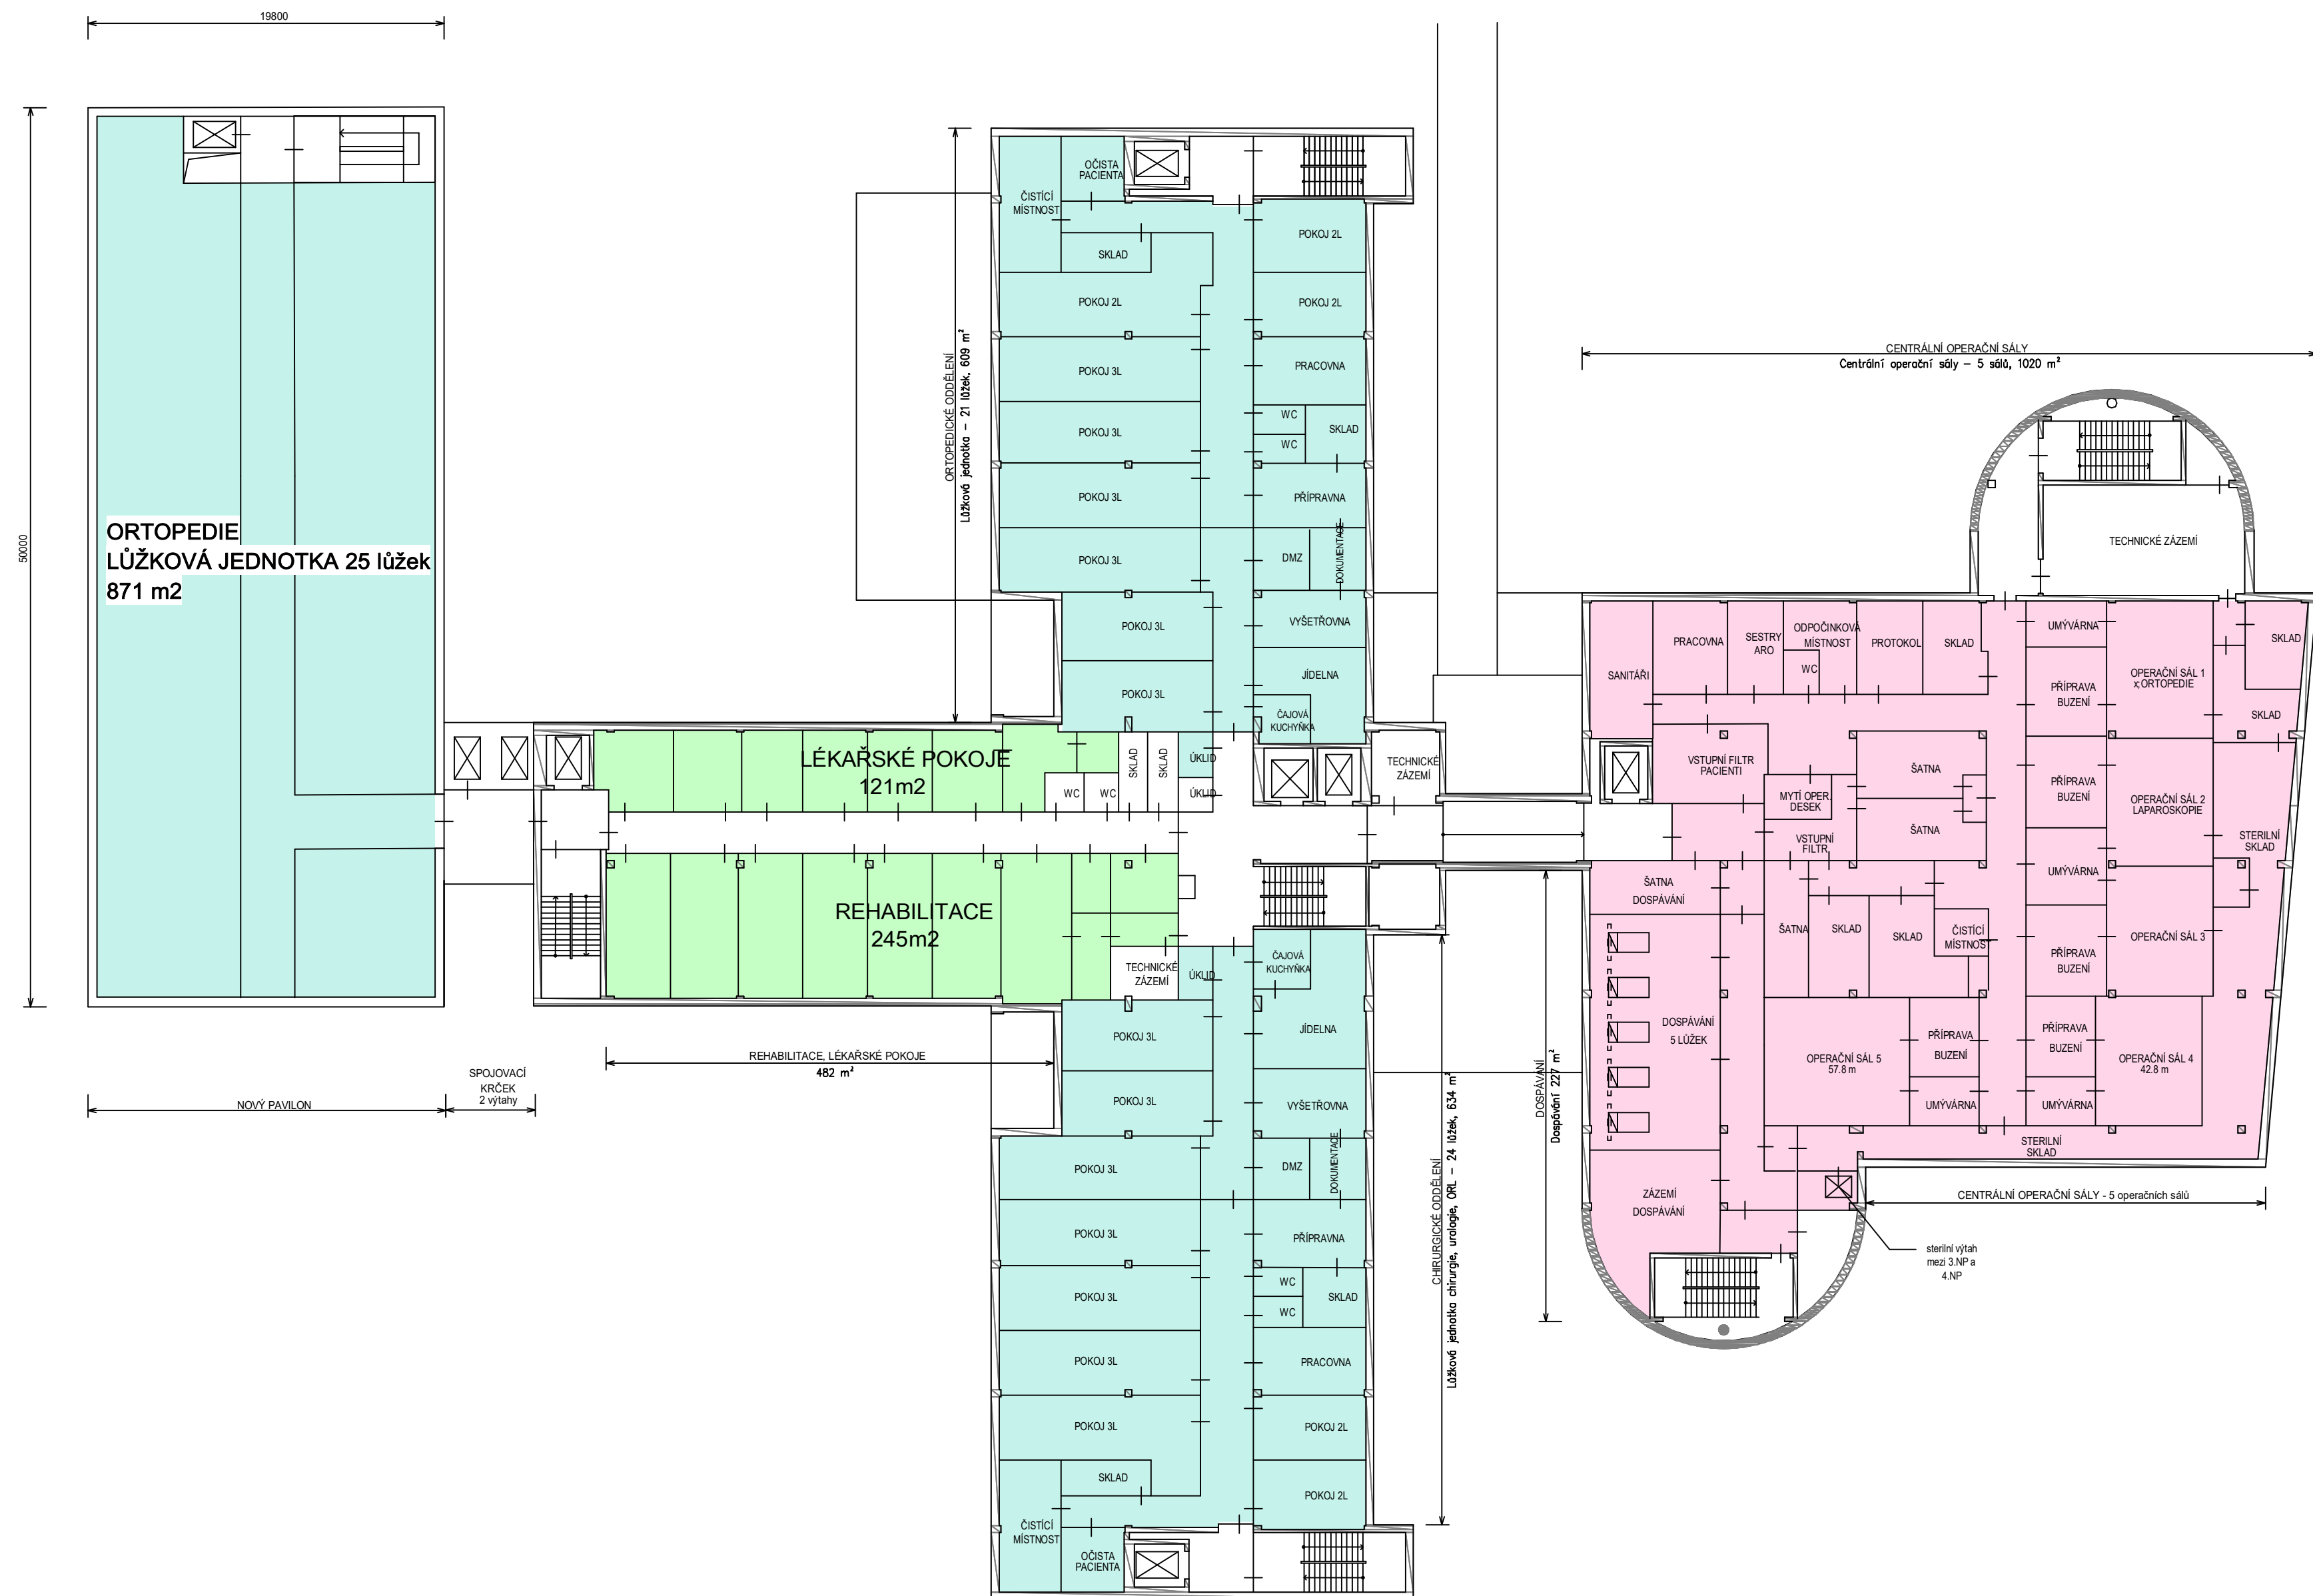 19800
50000
ORTOPEDIE
LŮŽKOVÁ JEDNOTKA 25 lůžek
871 m2
NOVÝ PAVILON
SPOJOVACÍ
KRČEK
2 výtahy
LÉKAŘSKÉ POKOJE
121m2
WC
WC
SKLAD
SKLAD
ÚKLID
ÚKLID
REHABILITACE
245m2
TECHNICKÉ
ZÁZEMÍ
ÚKLID
REHABILITACE, LÉKAŘSKÉ POKOJE
482 m²
ORTOPEDICKÉ ODDĚLENÍ
Lůžková jednotka – 21 lůžek, 609 m²
OČISTA
PACIENTA
ČISTÍCÍ
MÍSTNOST
SKLAD
POKOJ 2L
POKOJ 3L
POKOJ 3L
POKOJ 3L
POKOJ 3L
POKOJ 3L
POKOJ 3L
POKOJ 2L
POKOJ 2L
PRACOVNA
WC
WC
SKLAD
PŘÍPRAVNA
DMZ
DOKUMENTACE
VYŠETŘOVNA
JÍDELNA
ČAJOVÁ
KUCHYŇKA
TECHNICKÉ
ZÁZEMÍ
ČAJOVÁ
KUCHYŇKA
JÍDELNA
VYŠETŘOVNA
DMZ
DOKUMENTACE
PŘÍPRAVNA
WC
WC
SKLAD
PRACOVNA
POKOJ 2L
POKOJ 2L
POKOJ 3L
POKOJ 3L
POKOJ 3L
POKOJ 3L
POKOJ 3L
POKOJ 3L
POKOJ 3L
SKLAD
ČISTÍCÍ
MÍSTNOST
OČISTA
PACIENTA
CHIRURGICKÉ ODDĚLENÍ
Lůžková jednotka chirurgie, urologie, ORL – 24 lůžek, 634 m²
DOSPÁVÁNÍ
Dospávání 227 m²
CENTRÁLNÍ OPERAČNÍ SÁLY
Centrální operační sály – 5 sálů, 1020 m²
TECHNICKÉ ZÁZEMÍ
SANITÁŘI
PRACOVNA
SESTRY
ARO
ODPOČINKOVÁ
MÍSTNOST
WC
PROTOKOL
SKLAD
UMÝVÁRNA
PŘÍPRAVA
BUZENÍ
OPERAČNÍ SÁL 1
x;ORTOPEDIE
SKLAD
SKLAD
VSTUPNÍ FILTR
PACIENTI
MYTÍ OPER.
DESEK
VSTUPNÍ
FILTR
ŠATNA
ŠATNA
PŘÍPRAVA
BUZENÍ
OPERAČNÍ SÁL 2
LAPAROSKOPIE
STERILNÍ
SKLAD
UMÝVÁRNA
ŠATNA
DOSPÁVÁNÍ
ŠATNA
SKLAD
SKLAD
ČISTÍCÍ
MÍSTNOST
PŘÍPRAVA
BUZENÍ
OPERAČNÍ SÁL 3
DOSPÁVÁNÍ
5 LŮŽEK
OPERAČNÍ SÁL 5
57.8 m
PŘÍPRAVA
BUZENÍ
UMÝVÁRNA
PŘÍPRAVA
BUZENÍ
UMÝVÁRNA
OPERAČNÍ SÁL 4
42.8 m
STERILNÍ
SKLAD
ZÁZEMÍ
DOSPÁVÁNÍ
CENTRÁLNÍ OPERAČNÍ SÁLY - 5 operačních sálů
sterilní výtah
mezi 3.NP a
4.NP